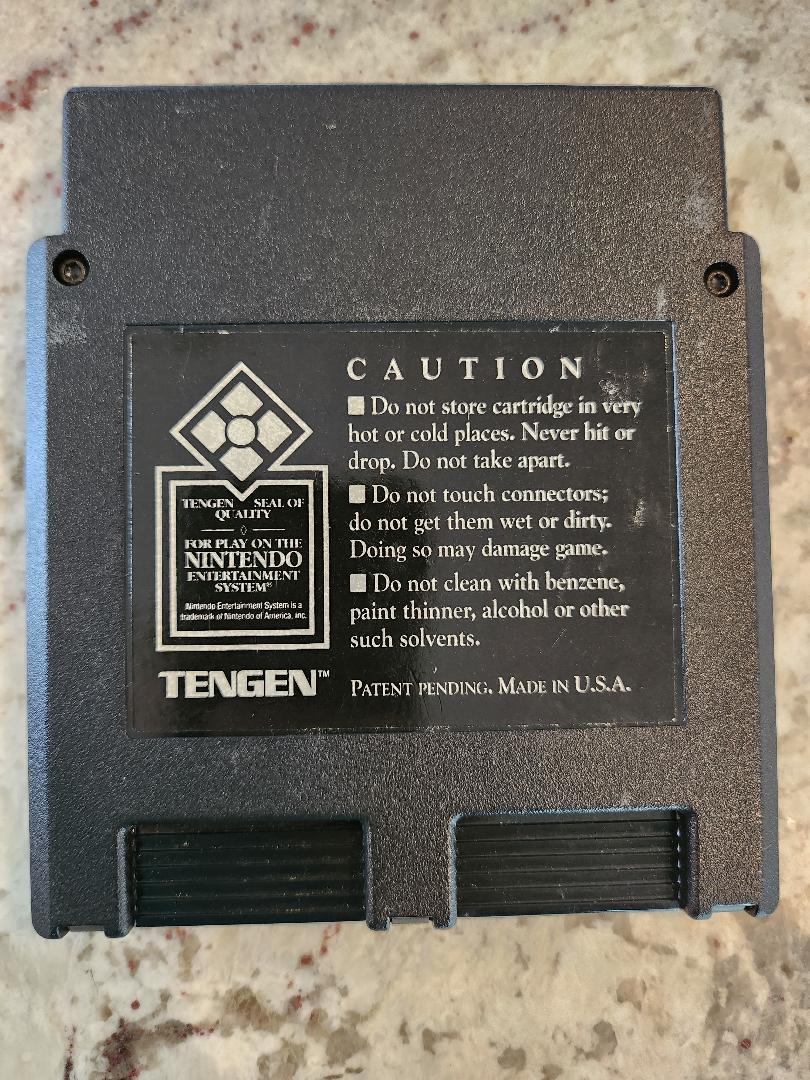 CAUTION
Do not store cartridge in very
hot or cold places. Never hit or
drop. Do not take apart.
Do not touch connectors;
do not get them wet or dirty.
Doing so may damage game.
Do not clean with benzene,
paint thinner, alcohol or other
such solvents.
PATENT PENDING. MADE IN U.S.A.
TENGEN SEAL OF
QUALITY
FOR PLAY ON THE
NINTENDO
ENTERTAINMENT
SYSTEM®
Nintendo Entertainment System is a
trademark of Nintendo of America, Inc.
TENGEN™